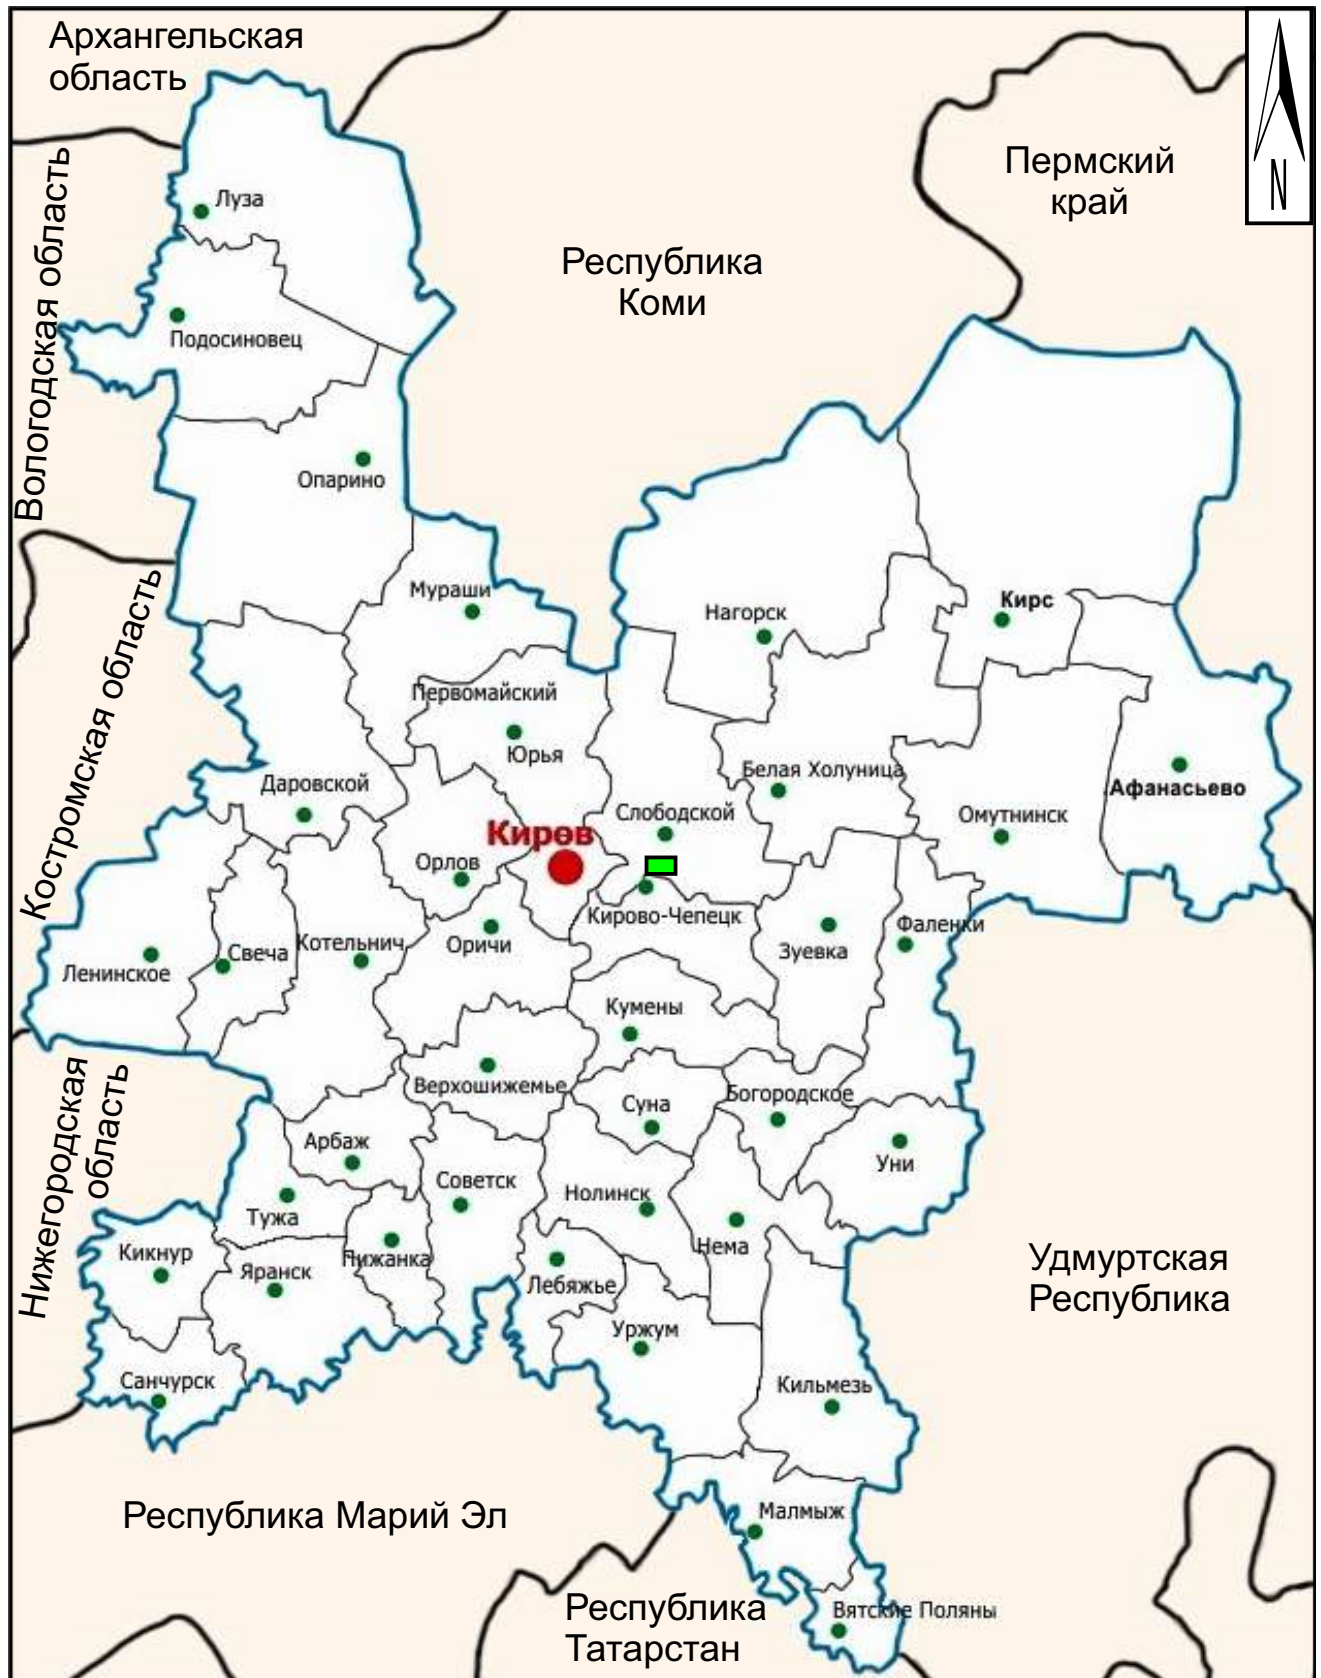 Архангельская
область
Вологодская область
Пермский
край
N
Луза
Республика
Коми
Подосиновец
Опарино
Костромская область
Мураши
Нагорск
Кирс
Первомайский
Юрья
Белая Холуница
Даровской
Афанасьево
Слободской
Омутнинск
Киров
Орлов
Кирово-Чепецк
Фаленки
Оричи
Котельнич
Свеча
Зуевка
Ленинское
Кумены
Нижегородская
область
Верхошижемье
Богородское
Суна
Арбаж
Уни
Советск
Нолинск
Тужа
Нема
Кикнур
Пижанка
Яранск
Лебяжье
Удмуртская
Республика
Уржум
Санчурск
Кильмезь
Республика Марий Эл
Малмыж
Республика
Татарстан
Вятские Поляны